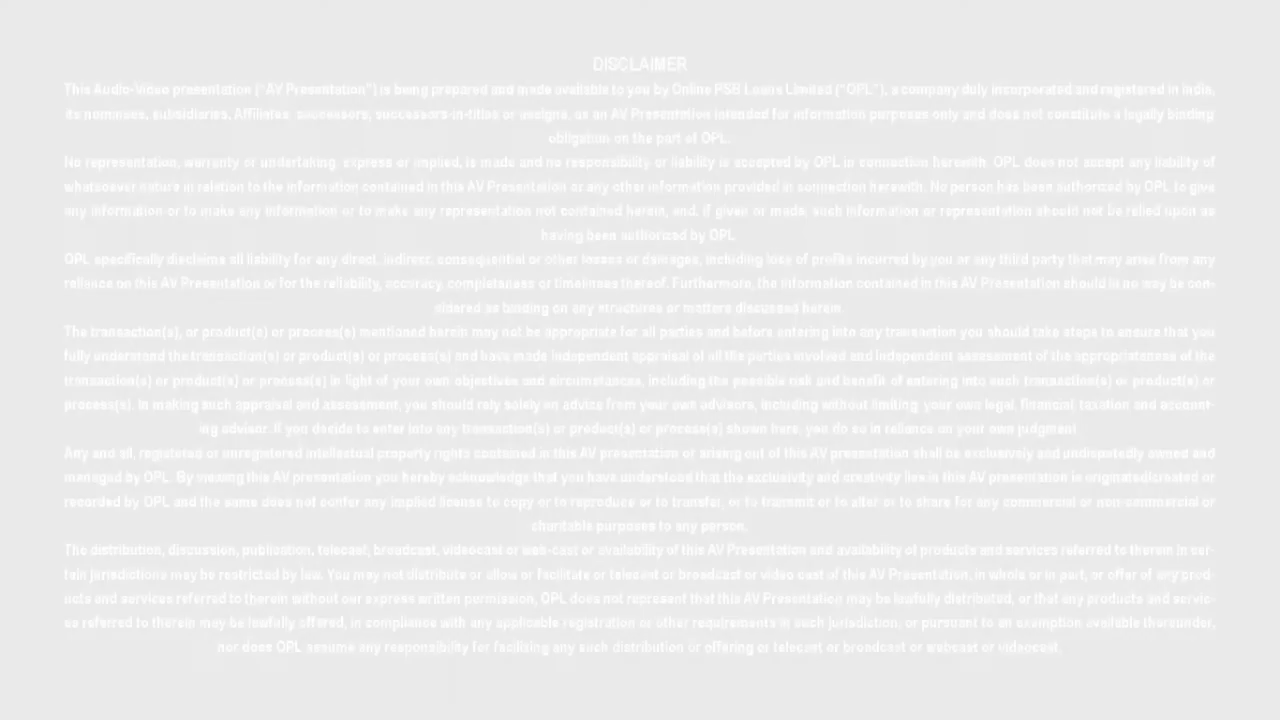 DISCLAIMER
This Audio-Video presentation ("AV Presentation") is being prepared and made available to you by Online PSB Loans Limited ("OPL"), a company duly incorporated and registered in India,
its nominees, subsidiaries, Affiliates, successors, successors-in-titles or assigns, as an AV Presentation intended for information purposes only and does not constitute a legally binding
obligation on the part of OPL.
No representation, warranty or undertaking, express or implied, is made and no responsibility or liability is accepted by OPL in connection herewith. OPL does not accept any liability of
whatsoever nature in relation to the information contained in this AV Presentation or any other information provided in connection herewith. No person has been authorized by OPL to give
any information or to make any information or to make any representation not contained herein, and, if given or made, such information or representation should not be relied upon as
having been authorized by OPL.
OPL specifically disclaims all liability for any direct, indirect, consequential or other losses or damages, including loss of profits incurred by you or any third party that may arise from any
reliance on this AV Presentation or for the reliability, accuracy, completeness or timeliness thereof. Furthermore, the information contained in this AV Presentation should in no may be con-
sidered as binding on any structures or matters discussed herein.
The transaction(s), or product(s) or process(s) mentioned herein may not be appropriate for all parties and before entering into any transaction you should take steps to ensure that you
fully understand the transaction(s) or product(s) or process(s) and have made independent appraisal of all the parties involved and independent assessment of the appropriateness of the
transaction(s) or product(s) or process(s) in light of your own objectives and circumstances, including the possible risk and benefit of entering into such transaction(s) or product(s) or
process(s). In making such appraisal and assessment, you should rely solely on advice from your own advisors, including without limiting your own legal, financial, taxation and account-
ing advisor. If you decide to enter into any transaction(s) or product(s) or process(s) shown here, you do so in reliance on your own judgment.
Any and all, registered or unregistered intellectual property rights contained in this AV presentation or arising out of this AV presentation shall be exclusively and undisputedly owned and
managed by OPL. By messing this AV presentation you hereby acknowledge that you have understood that the exclusivity and creativity lies in this AV presentation is originated/created or
recorded by OPL and the same does not confer any implied license to copy or to reproduce or to transfer, or to transmit or to alter or to share for any commercial or non-commercial or
charitable purposes to any person.
The distribution, discussion, publication, telecast, broadcast, videocast or web-cast or availability of this AV Presentation and availability of products and services referred to therein in cer-
tain jurisdictions may be restricted by law. You may not distribute or allow or facilitate or telecast or broadcast or video cast of this AV Presentation, in whole or in part, or offer of any prod-
ucts and services referred to therein without our express written permission, OPL does not represent that this AV Presentation may be lawfully distributed, or that any products and servic-
es referred to therein may be lawfully offered, in compliance with any applicable registration or other requirements in such jurisdiction, or pursuant to an exemption available thereunder,
nor does OPL assume any responsibility for facilitating any such distribution or offering or telecast or broadcast or webcast or videocast.